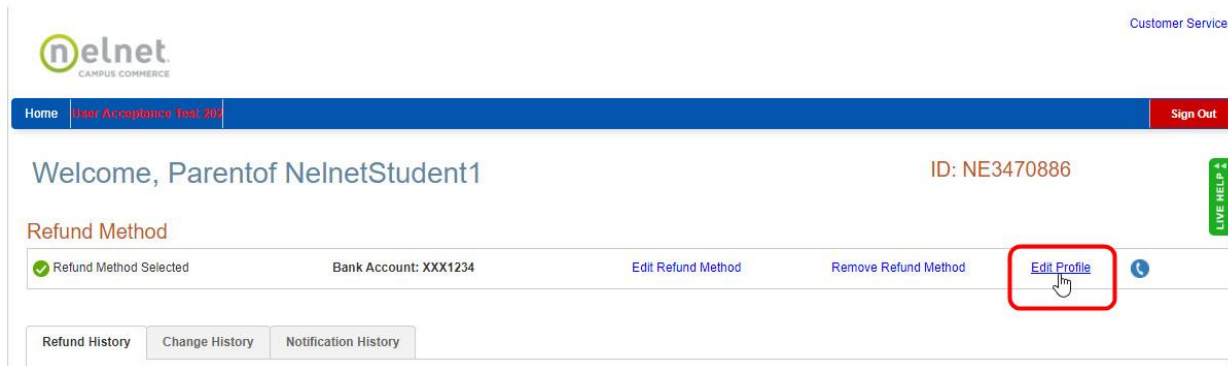 Customer Service
nelnet
CAMPUS COMMERCE
Home User Acceptance Test 202 Sign Out
Welcome, Parentof NelnetStudent1 ID: NE3470886
LIVE HELP
Refund Method
Refund Method Selected Bank Account: XXX1234 Edit Refund Method Remove Refund Method Edit Profile
Refund History Change History Notification History